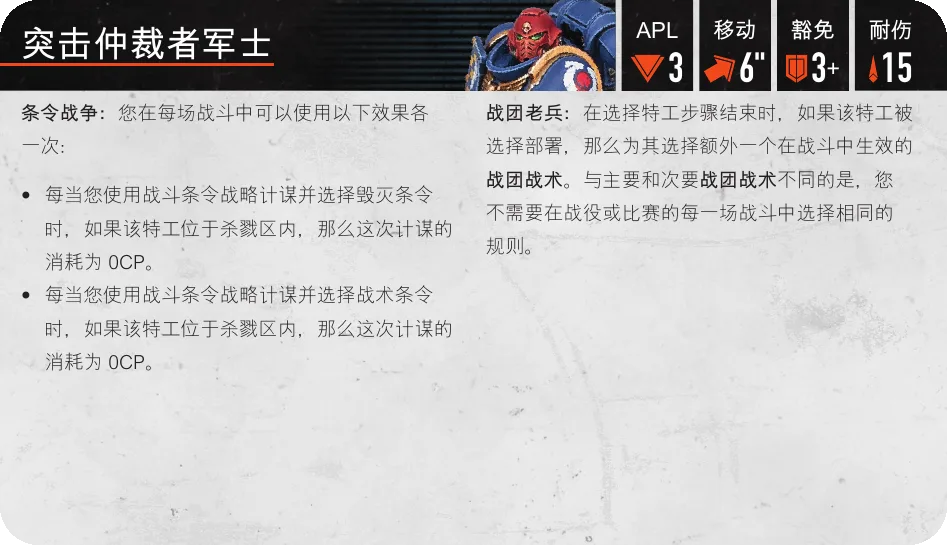 突击仲裁者军士
APL 移动 豁免 耐伤
3 6" 3+ 15
条令战争：您在每场战斗中可以使用以下效果各
一次:
• 每当您使用战斗条令战略计谋并选择毁灭条令
时，如果该特工位于杀戮区内，那么这次计谋的
消耗为 0CP。
• 每当您使用战斗条令战略计谋并选择战术条令
时，如果该特工位于杀戮区内，那么这次计谋的
消耗为 0CP。
战团老兵：在选择特工步骤结束时，如果该特工被
选择部署，那么为其选择额外一个在战斗中生效的
战团战术。与主要和次要战团战术不同的是，您
不需要在战役或比赛的每一场战斗中选择相同的
规则。